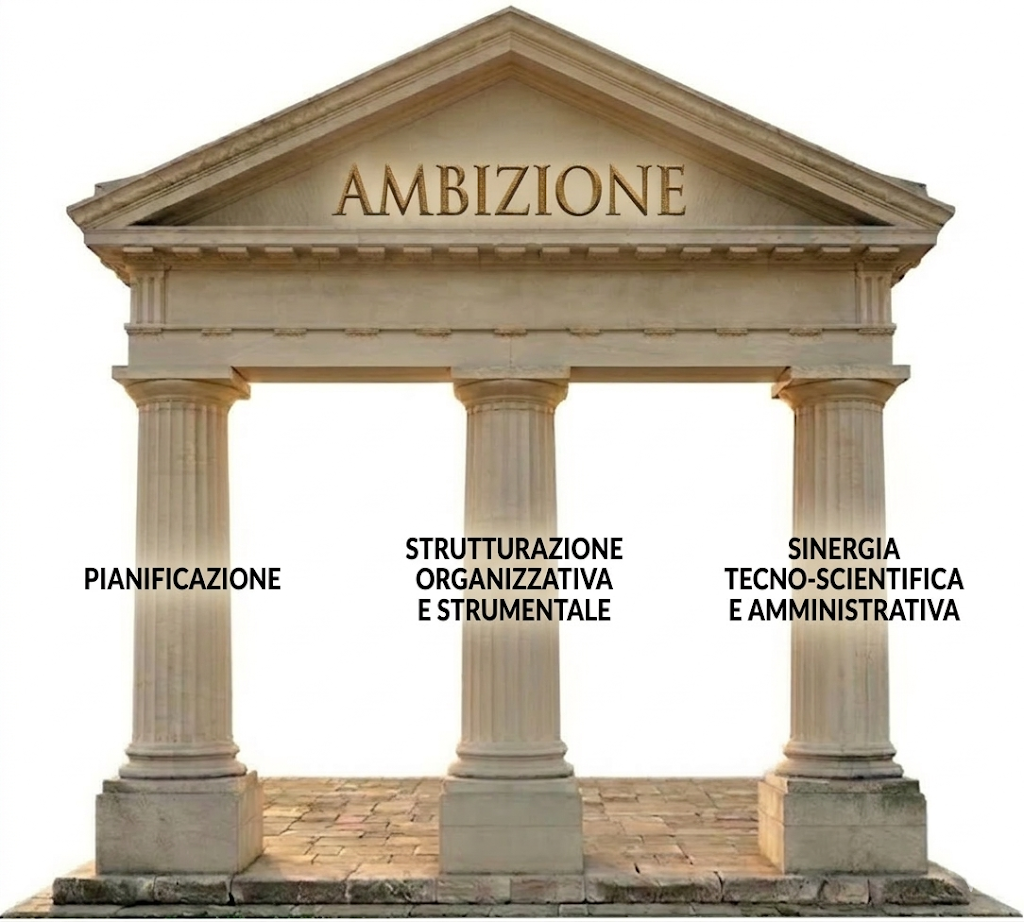 AMBIZIONE
PIANIFICAZIONE
STRUTTURAZIONE
ORGANIZZATIVA
E STRUMENTALE
SINERGIA
TECNO-SCIENTIFICA
E AMMINISTRATIVA